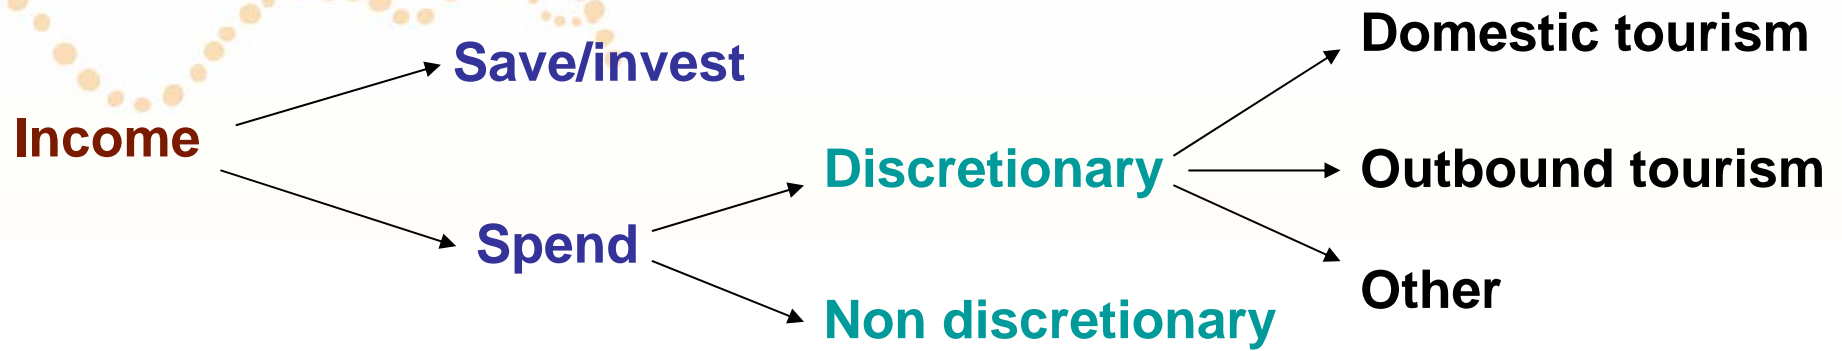 Income
Save/invest
Spend
Discretionary
Non discretionary
Domestic tourism
Outbound tourism
Other